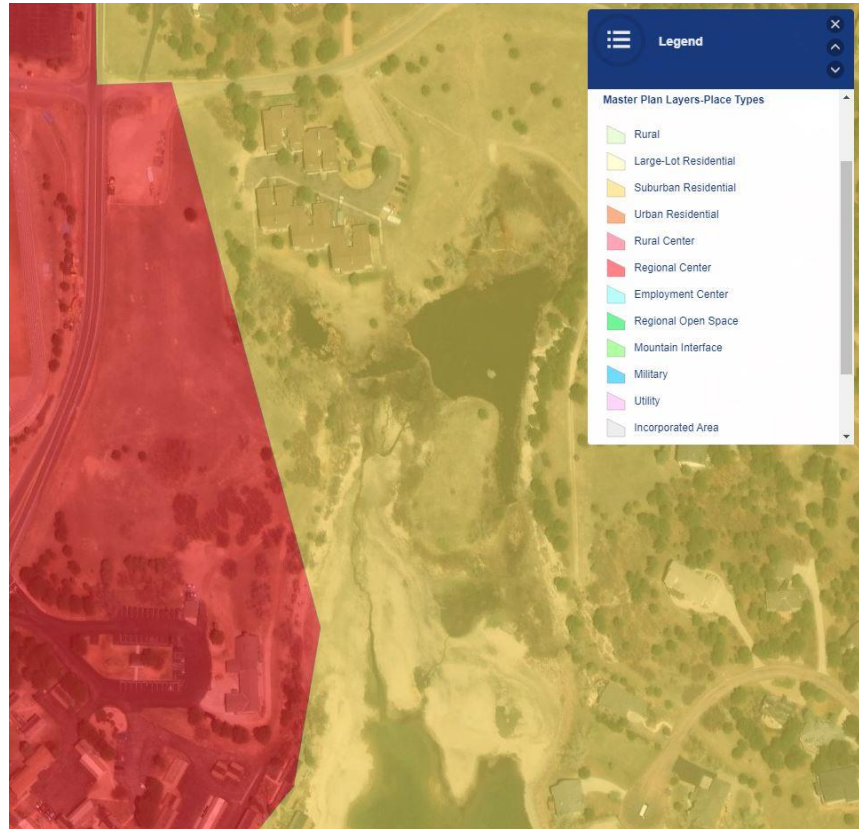 Legend
Master Plan Layers-Place Types
Rural
Large-Lot Residential
Suburban Residential
Urban Residential
Rural Center
Regional Center
Employment Center
Regional Open Space
Mountain Interface
Military
Utility
Incorporated Area